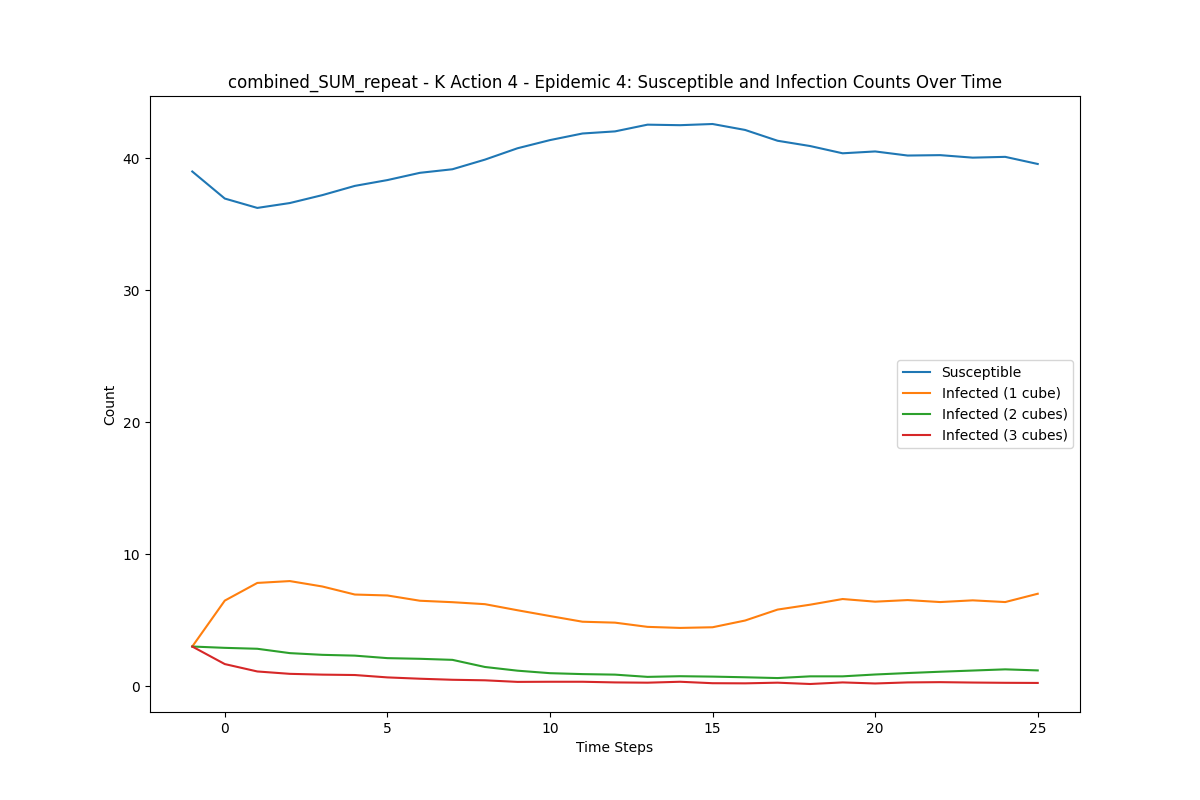 combined_SUM_repeat - K Action 4 - Epidemic 4: Susceptible and Infection Counts Over Time
40
30
20
10
0
Count
Susceptible
Infected (1 cube)
Infected (2 cubes)
Infected (3 cubes)
0 5 10 15 20 25
Time Steps